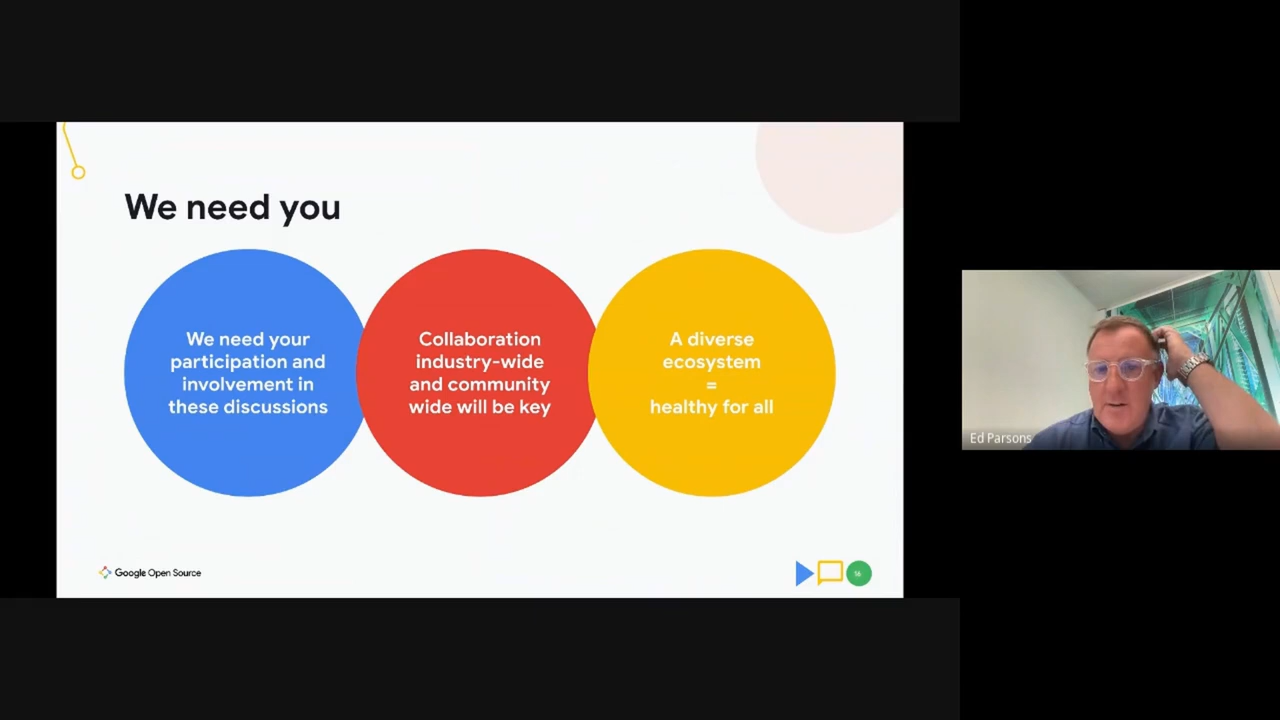 We need you
We need your
participation and
involvement in
these discussions
Collaboration
industry-wide
and community
wide will be key
A diverse
ecosystem
=
healthy for all
Google Open Source
16
Ed Parsons